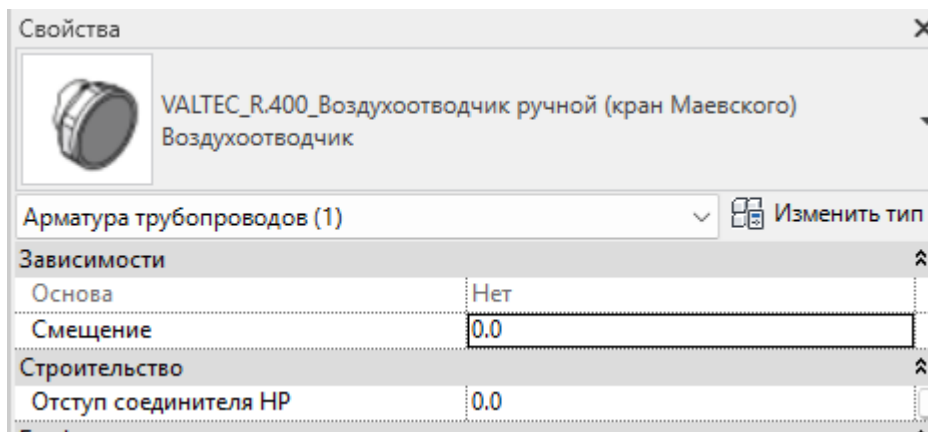 Свойства
VALTEC_R.400_Воздухоотводчик ручной (кран Маевского)
Воздухоотводчик
Арматура трубопроводов (1)
Изменить тип
Зависимости
Основа Нет
Смещение 0.0
Строительство
Отступ соединителя НР 0.0